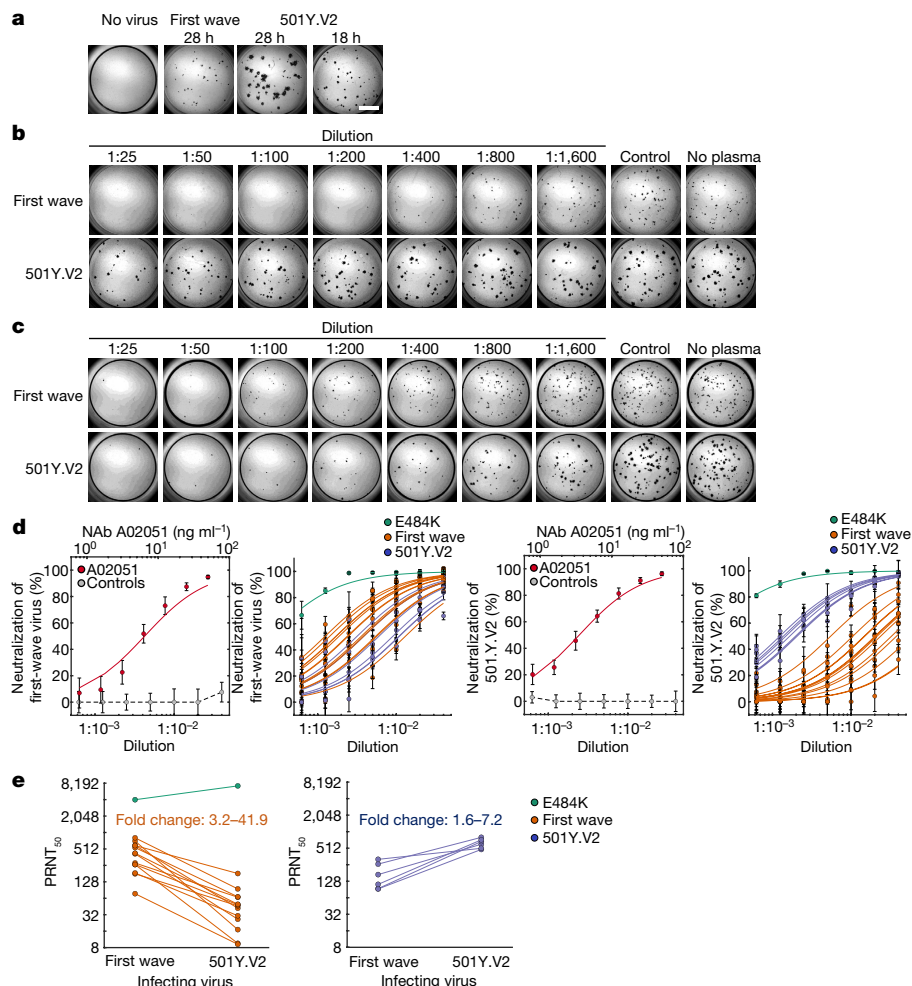 a
No virus First wave 501Y.V2
28 h 28 h 18 h
b
Dilution
1:25 1:50 1:100 1:200 1:400 1:800 1:1,600 Control No plasma
First wave
501Y.V2
c
Dilution
1:25 1:50 1:100 1:200 1:400 1:800 1:1,600 Control No plasma
First wave
501Y.V2
d
NAb A02051 (ng ml⁻¹)
10⁰ 10¹ 10²
A02051
Controls
Neutralization of
first-wave virus (%)
100
80
60
40
20
0
1:10⁻³ 1:10⁻²
Dilution
E484K
First wave
501Y.V2
Neutralization of
first-wave virus (%)
100
80
60
40
20
0
1:10⁻³ 1:10⁻²
Dilution
NAb A02051 (ng ml⁻¹)
10⁰ 10¹ 10²
A02051
Controls
Neutralization of
501.Y.V2 (%)
100
80
60
40
20
0
1:10⁻³ 1:10⁻²
Dilution
E484K
First wave
501Y.V2
Neutralization of
501.Y.V2 (%)
100
80
60
40
20
0
1:10⁻³ 1:10⁻²
Dilution
e
8,192
2,048
512
128
32
8
PRNT₅₀
Fold change: 3.2–41.9
First wave 501Y.V2
Infecting virus
8,192
2,048
512
128
32
8
PRNT₅₀
Fold change: 1.6–7.2
First wave 501Y.V2
Infecting virus
E484K
First wave
501Y.V2